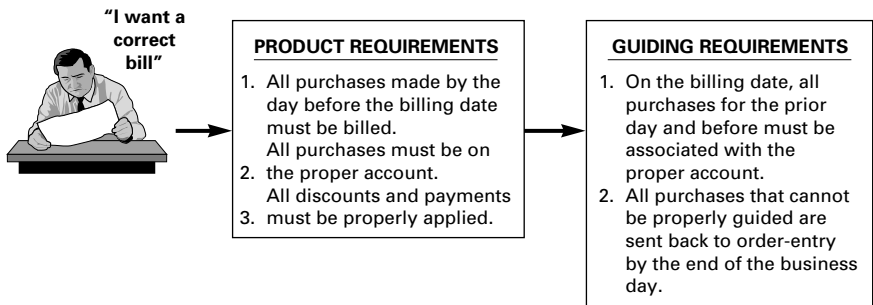 "I want a
correct
bill"
PRODUCT REQUIREMENTS
1. All purchases made by the
day before the billing date
must be billed.
All purchases must be on
2. the proper account.
All discounts and payments
3. must be properly applied.
GUIDING REQUIREMENTS
1. On the billing date, all
purchases for the prior
day and before must be
associated with the
proper account.
2. All purchases that cannot
be properly guided are
sent back to order-entry
by the end of the business
day.